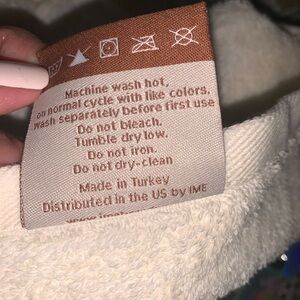 Machine wash hot,
on normal cycle with like colors.
Wash separately before first use
Do not bleach.
Tumble dry low.
Do not iron.
Do not dry-clean
Made in Turkey
Distributed in the US by IME